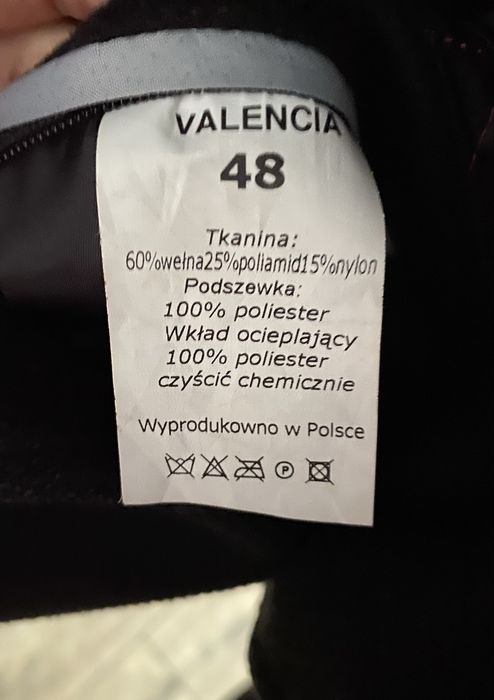 VALENCIA
48
Tkanina:
60%wełna25%poliamid15%nylon
Podszewka:
100% poliester
Wkład ocieplający
100% poliester
czyścić chemicznie
Wyprodukowno w Polsce
P